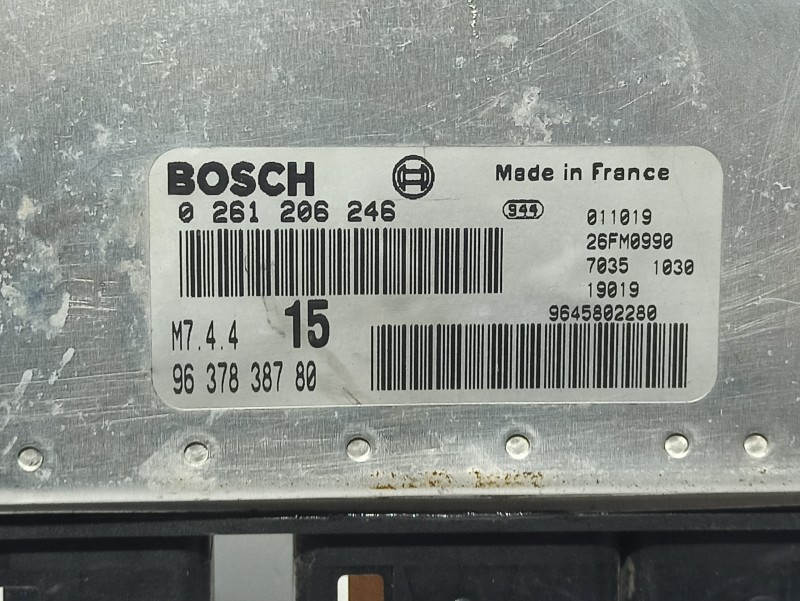 BOSCH
Made in France
0 261 206 246
944
011019
26FM0990
7035 1030
19019
9645802280
M7.4.4
15
96 378 387 80